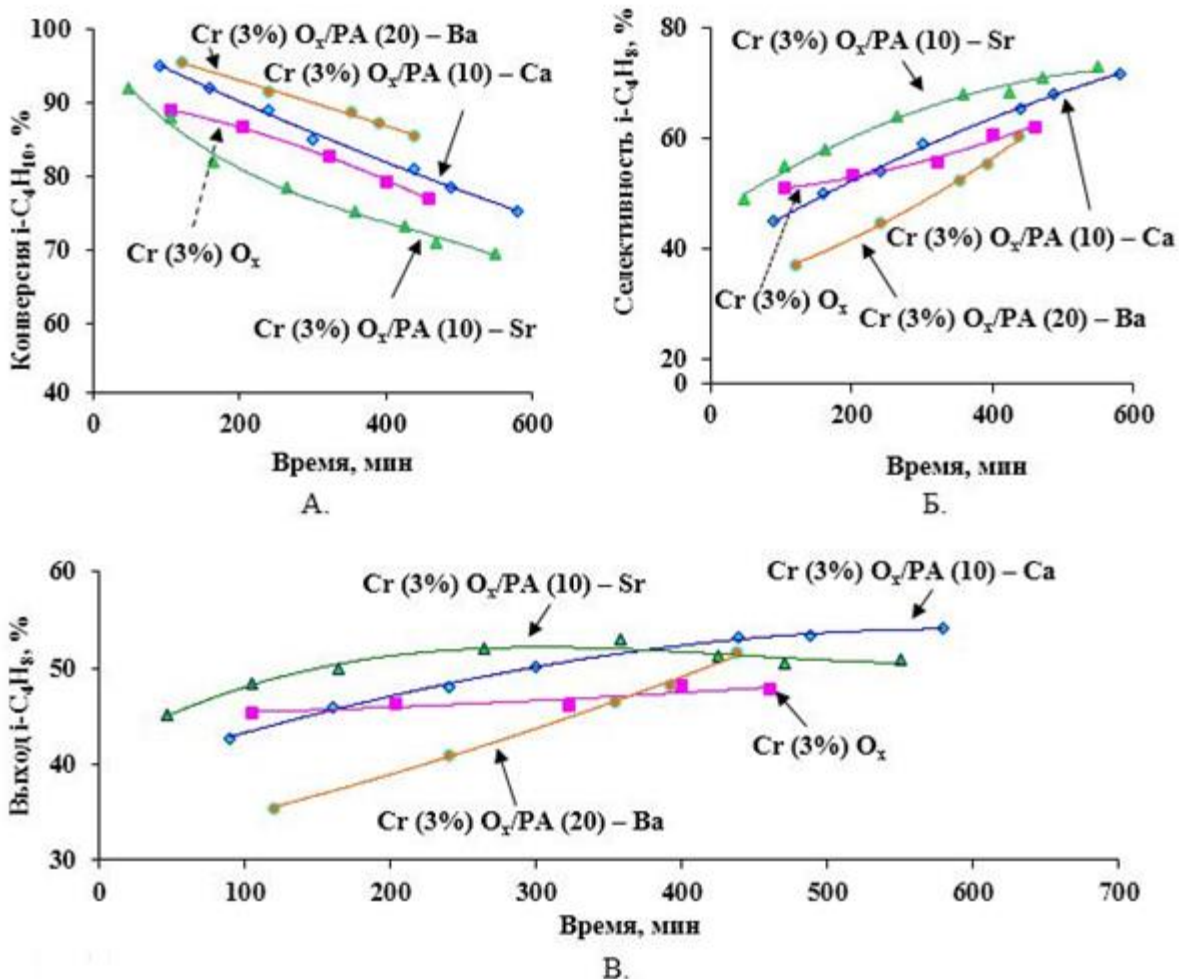 Конверсия i-C₄H₁₀, %
100
90
80
70
60
40
Cr (3%) Oₓ/PA (20) – Ba
Cr (3%) Oₓ/PA (10) – Ca
Cr (3%) Oₓ
Cr (3%) Oₓ/PA (10) – Sr
0 200 400 600
Время, мин
А.
Селективность i-C₄H₈, %
80
60
40
20
0
Cr (3%) Oₓ/PA (10) – Sr
Cr (3%) Oₓ/PA (10) – Ca
Cr (3%) Oₓ
Cr (3%) Oₓ/PA (20) – Ba
0 200 400 600
Время, мин
Б.
Выход i-C₄H₈, %
60
50
40
30
Cr (3%) Oₓ/PA (10) – Sr
Cr (3%) Oₓ/PA (10) – Ca
Cr (3%) Oₓ
Cr (3%) Oₓ/PA (20) – Ba
0 100 200 300 400 500 600 700
Время, мин
В.